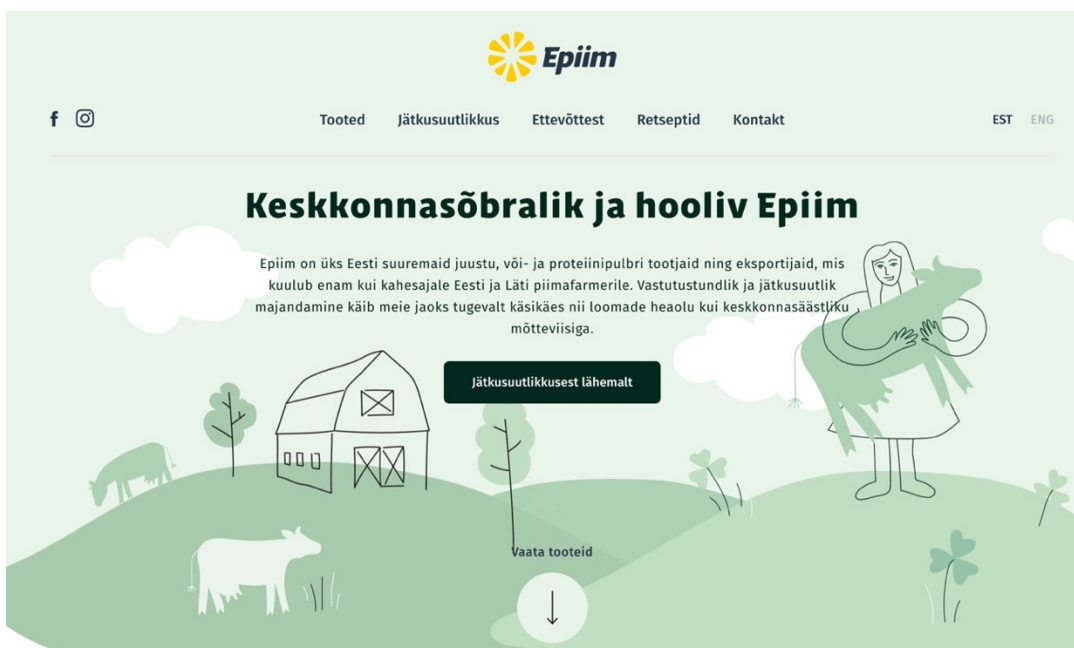 Epiim
f
Tooted Jätkusuutlikkus Ettevõttest Retseptid Kontakt
EST ENG
Keskkonnasõbralik ja hooliv Epiim
Epiim on üks Eesti suuremaid juustu, või- ja proteiinipulbri tootjaid ning eksportijaid, mis
kuulub enam kui kahesajale Eesti ja Läti piimafarmerile. Vastutustundlik ja jätkusuutlik
majandamine käib meie jaoks tugevalt käsikäes nii loomade heaolu kui keskkonnasäästliku
mõtteviisiga.
Jätkusuutlikkusest lähemalt
Vaata tooteid